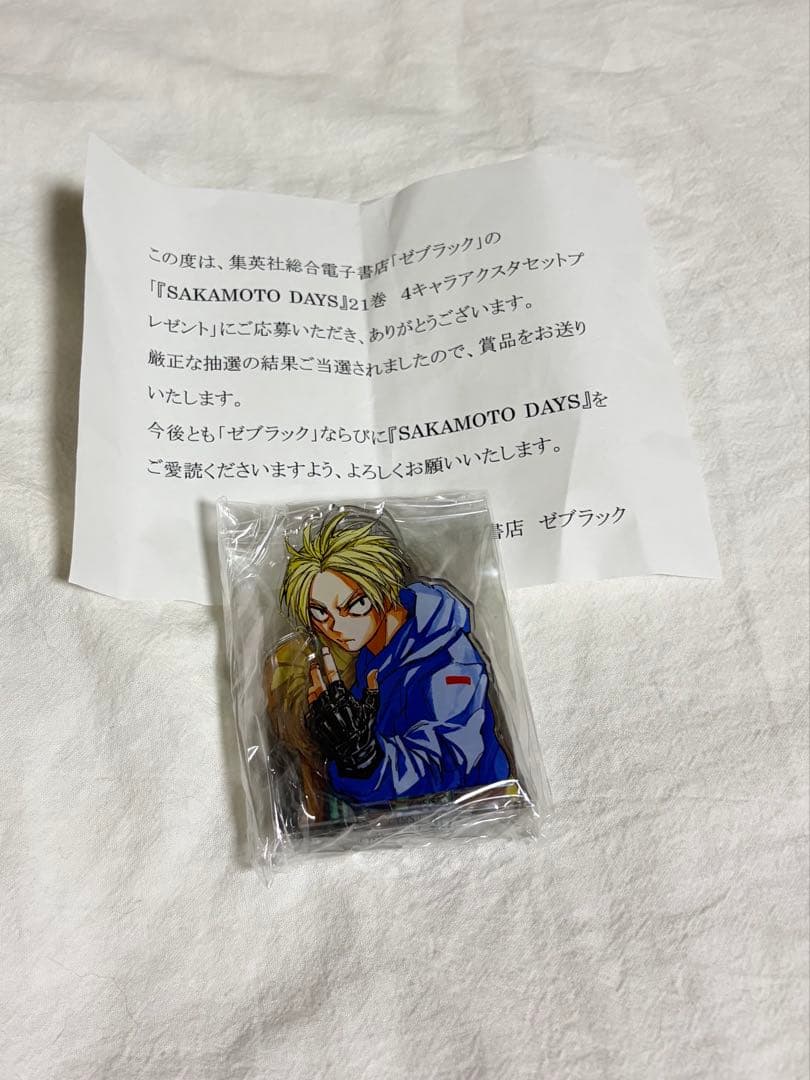 この度は、集英社総合電子書店「ゼブラック」の
「『SAKAMOTO DAYS』21巻 4キャラアクスタセットプ
レゼント」にご応募いただき、ありがとうございます。
厳正な抽選の結果ご当選されましたので、賞品をお送り
いたします。
今後とも「ゼブラック」ならびに『SAKAMOTO DAYS』を
ご愛読くださいますよう、よろしくお願いいたします。
書店 ゼブラック